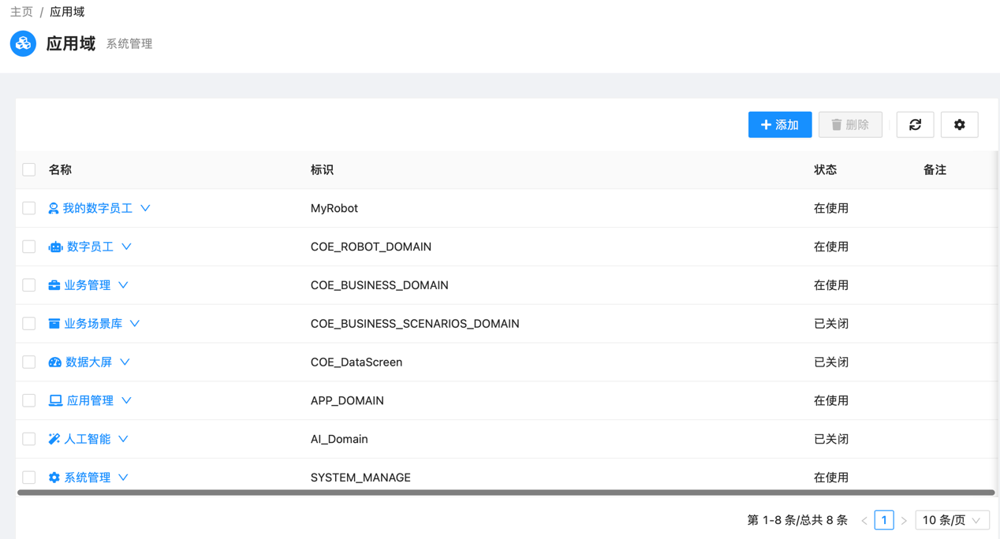 主页 / 应用域
应用域 系统管理
添加 删除
名称 标识 状态 备注
我的数字员工 MyRobot 在使用
数字员工 COE_ROBOT_DOMAIN 在使用
业务管理 COE_BUSINESS_DOMAIN 在使用
业务场景库 COE_BUSINESS_SCENARIOS_DOMAIN 已关闭
数据大屏 COE_DataScreen 已关闭
应用管理 APP_DOMAIN 在使用
人工智能 AI_Domain 已关闭
系统管理 SYSTEM_MANAGE 在使用
第 1-8 条/总共 8 条 < 1 > 10 条/页